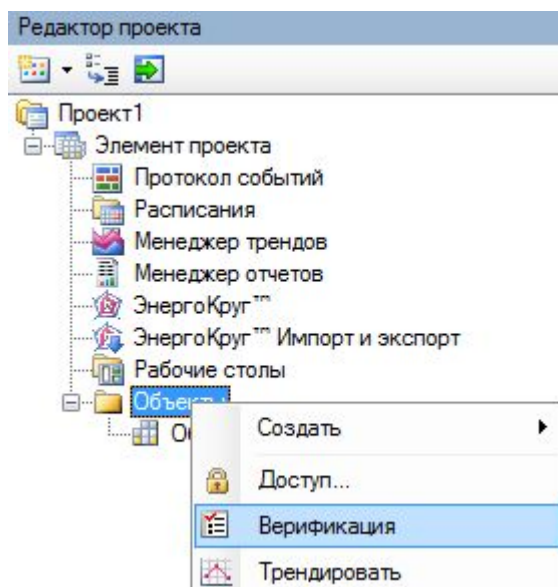 Редактор проекта
Проект1
Элемент проекта
Протокол событий
Расписания
Менеджер трендов
Менеджер отчетов
ЭнергоКруг™
ЭнергоКруг™ Импорт и экспорт
Рабочие столы
Объекты
Создать
Доступ...
Верификация
Трендировать